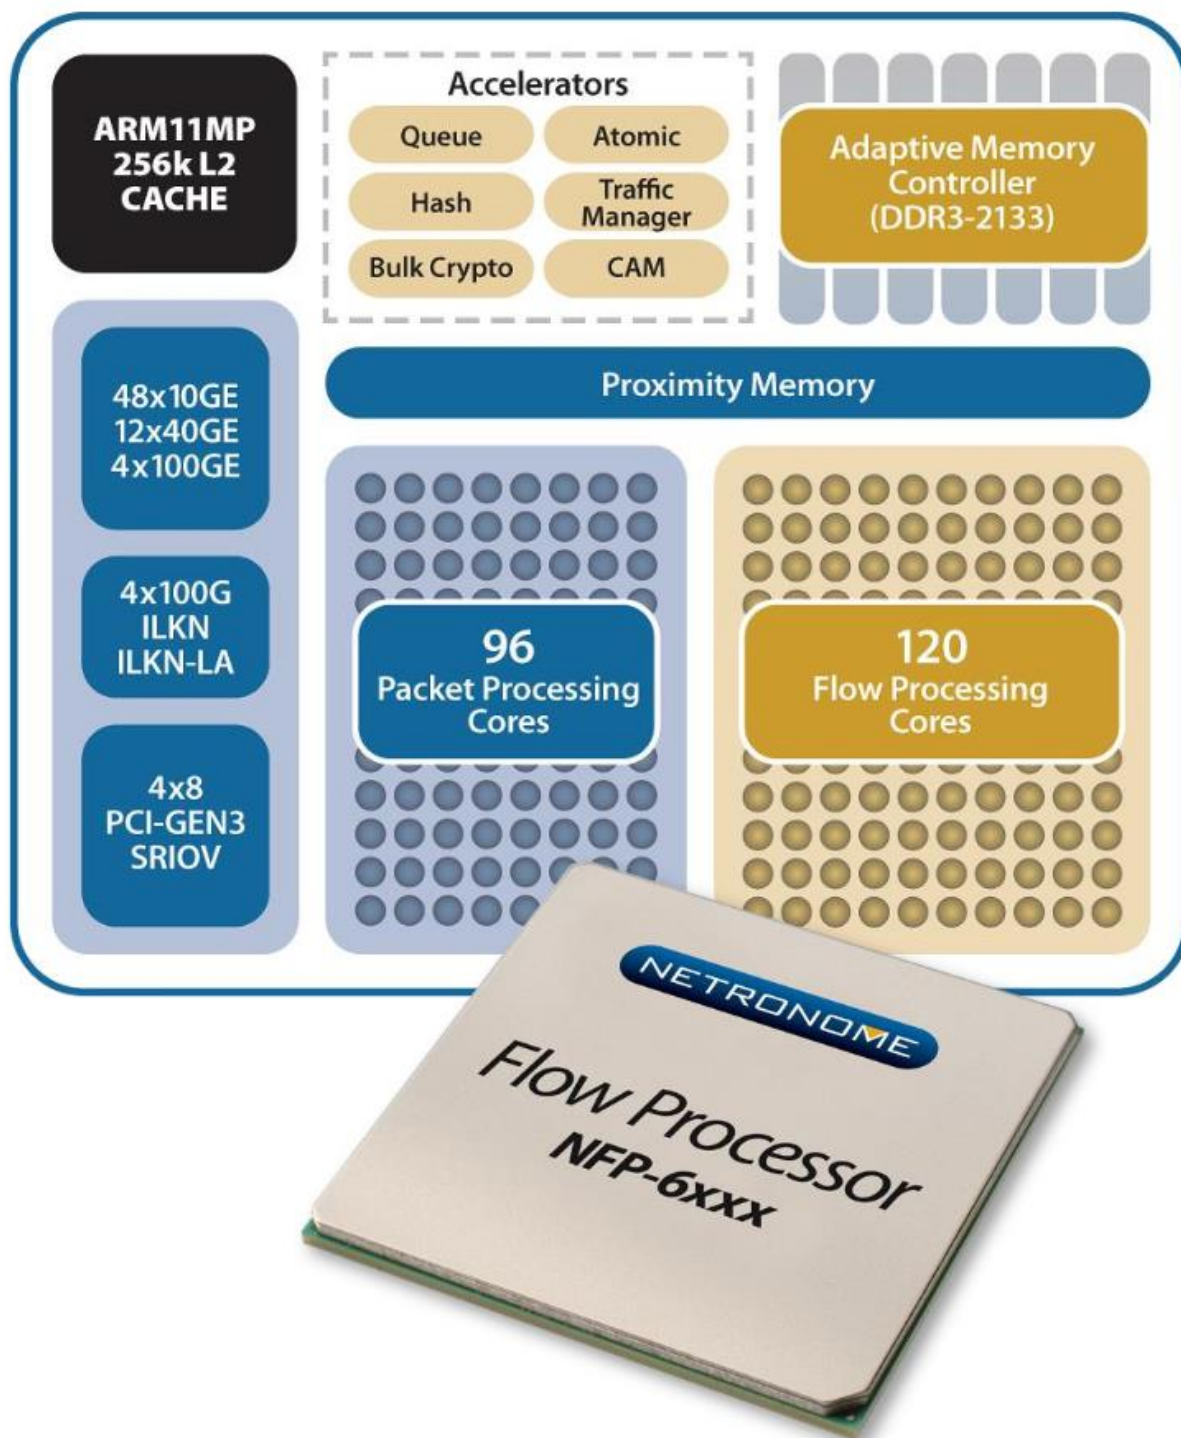 ARM11MP
256k L2
CACHE
Accelerators
Queue
Atomic
Hash
Traffic
Manager
Bulk Crypto
CAM
Adaptive Memory
Controller
(DDR3-2133)
48x10GE
12x40GE
4x100GE
4x100G
ILKN
ILKN-LA
4x8
PCI-GEN3
SRIOV
Proximity Memory
96
Packet Processing
Cores
120
Flow Processing
Cores
NETRONOME
Flow Processor
NFP-6xxx